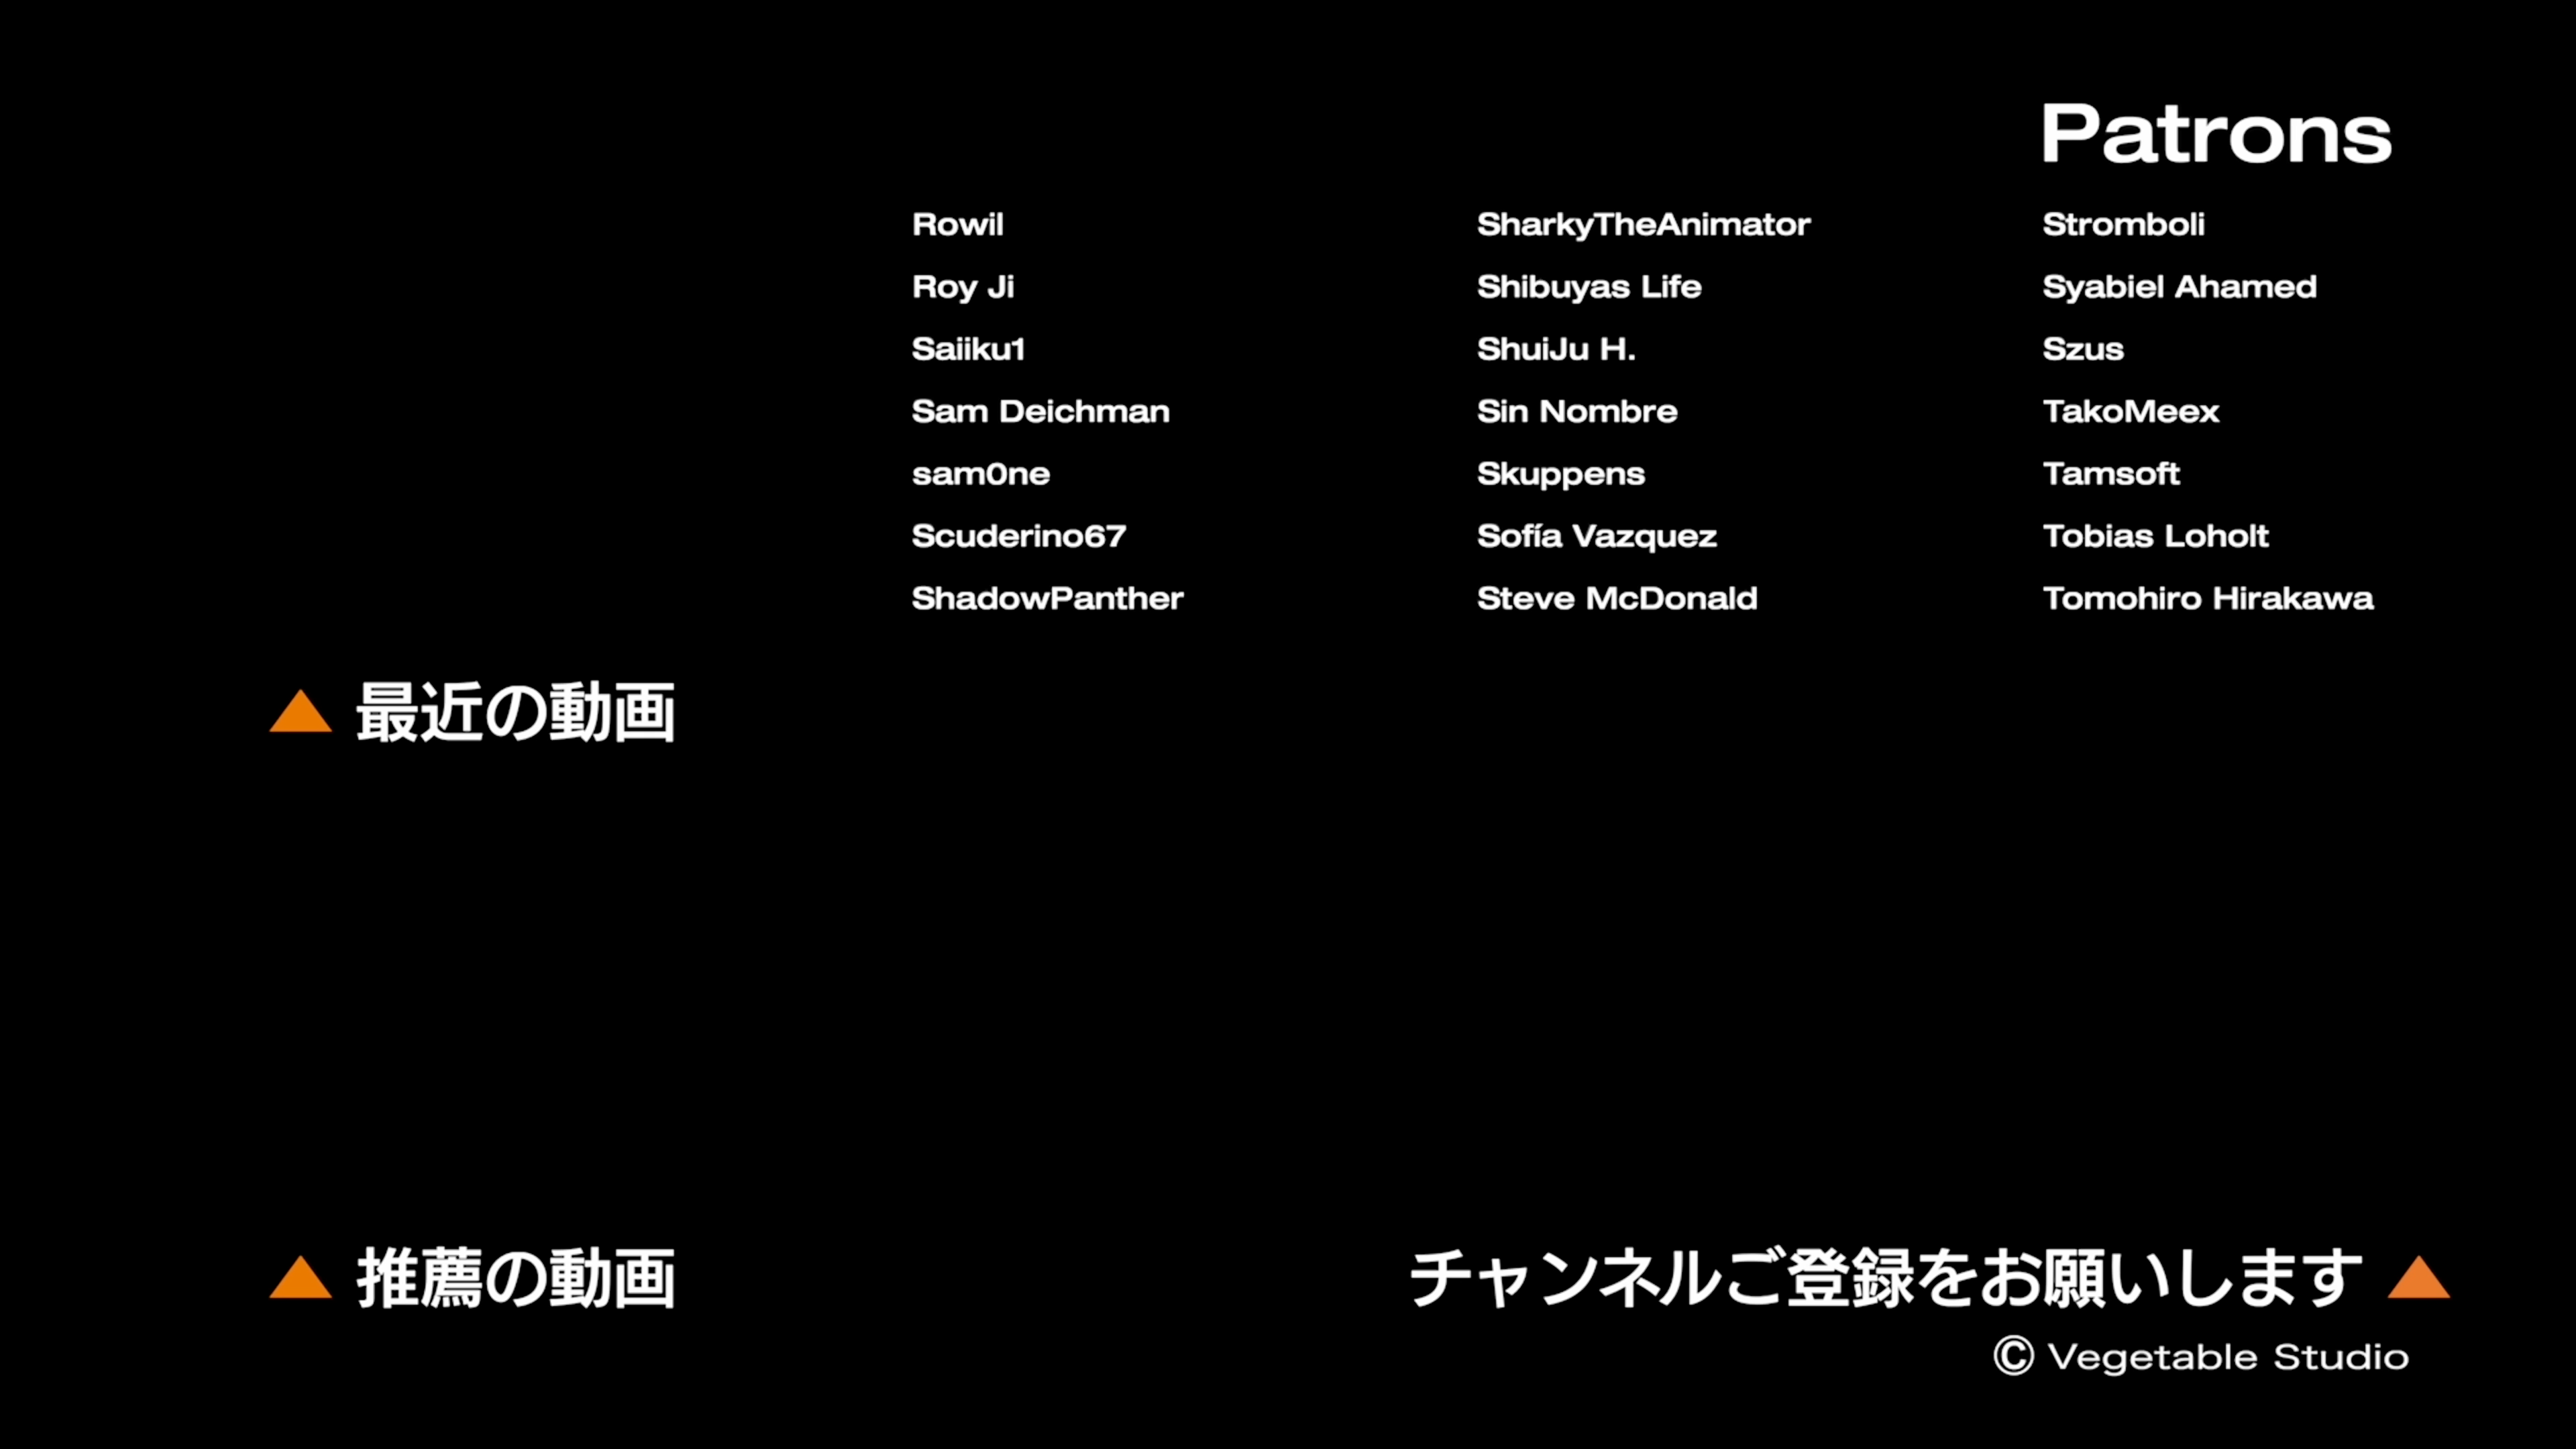 Patrons
Rowil
Roy Ji
Saiiku1
Sam Deichman
sam0ne
Scuderino67
ShadowPanther
SharkyTheAnimator
Shibuyas Life
ShuiJu H.
Sin Nombre
Skuppens
Sofía Vazquez
Steve McDonald
Stromboli
Syabiel Ahamed
Szus
TakoMeex
Tamsoft
Tobias Loholt
Tomohiro Hirakawa
最近の動画
推薦の動画
チャンネルご登録をお願いします
© Vegetable Studio